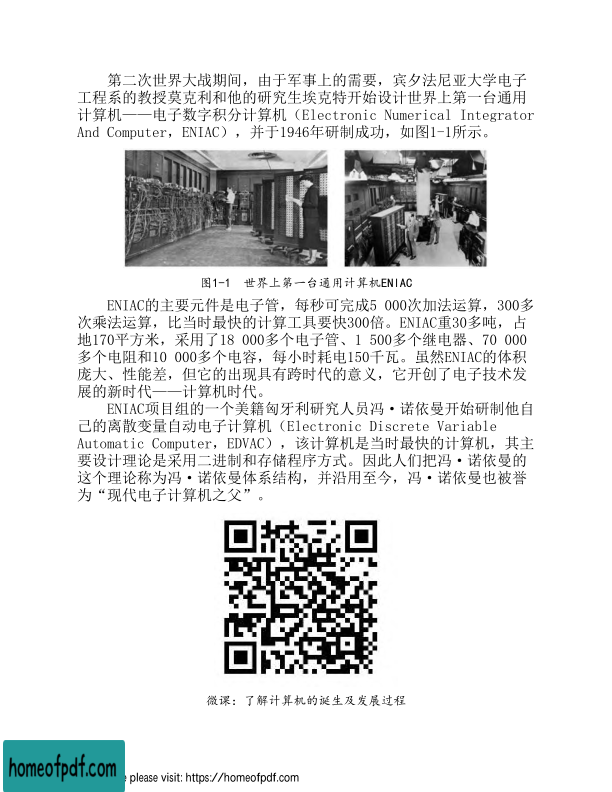 第二次世界大战期间，由于军事上的需要，宾夕法尼亚大学电子
工程系的教授莫克利和他的研究生埃克特开始设计世界上第一台通用
计算机——电子数字积分计算机（Electronic Numerical Integrator
And Computer，ENIAC），并于1946年研制成功，如图1-1所示。
图1-1 世界上第一台通用计算机ENIAC
ENIAC的主要元件是电子管，每秒可完成5 000次加法运算，300多
次乘法运算，比当时最快的计算工具要快300倍。ENIAC重30多吨，占
地170平方米，采用了18 000多个电子管、1 500多个继电器、70 000
多个电阻和10 000多个电容，每小时耗电150千瓦。虽然ENIAC的体积
庞大、性能差，但它的出现具有跨时代的意义，它开创了电子技术发
展的新时代——计算机时代。
ENIAC项目组的一个美籍匈牙利研究人员冯·诺依曼开始研制他自
己的离散变量自动电子计算机（Electronic Discrete Variable
Automatic Computer，EDVAC），该计算机是当时最快的计算机，其主
要设计理论是采用二进制和存储程序方式。因此人们把冯·诺依曼的
这个理论称为冯·诺依曼体系结构，并沿用至今，冯·诺依曼也被誉
为“现代电子计算机之父”。
微课：了解计算机的诞生及发展过程
homeofpdf.com
please visit: https://homeofpdf.com